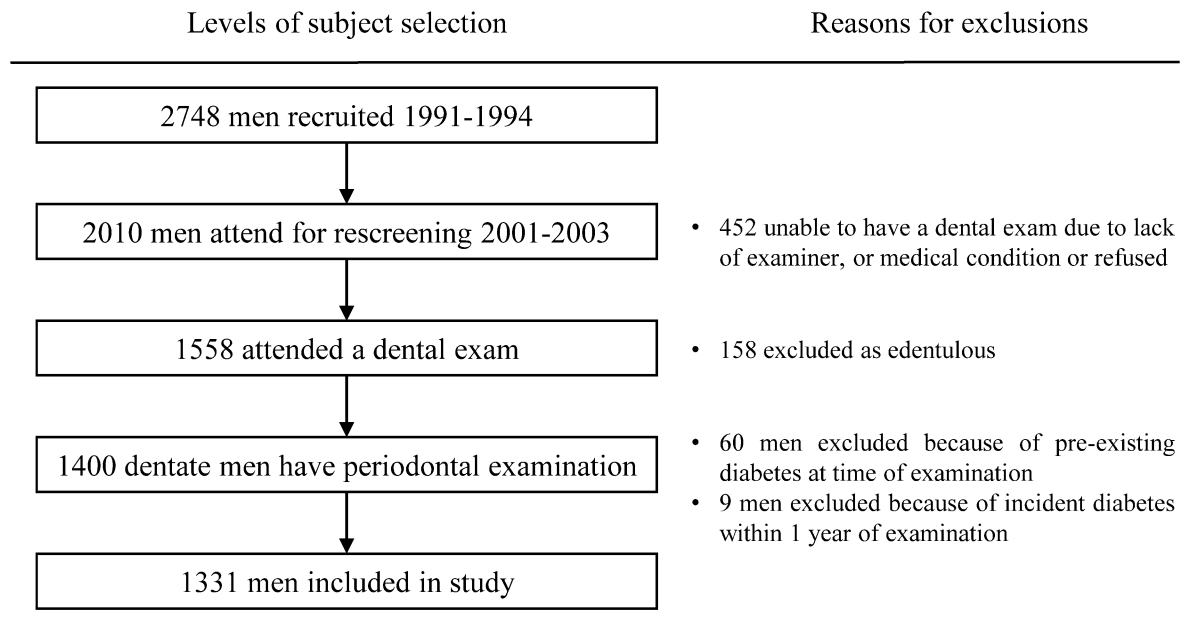 Levels of subject selection
Reasons for exclusions
2748 men recruited 1991-1994
2010 men attend for rescreening 2001-2003
• 452 unable to have a dental exam due to lack
of examiner, or medical condition or refused
1558 attended a dental exam
• 158 excluded as edentulous
1400 dentate men have periodontal examination
• 60 men excluded because of pre-existing
diabetes at time of examination
• 9 men excluded because of incident diabetes
within 1 year of examination
1331 men included in study